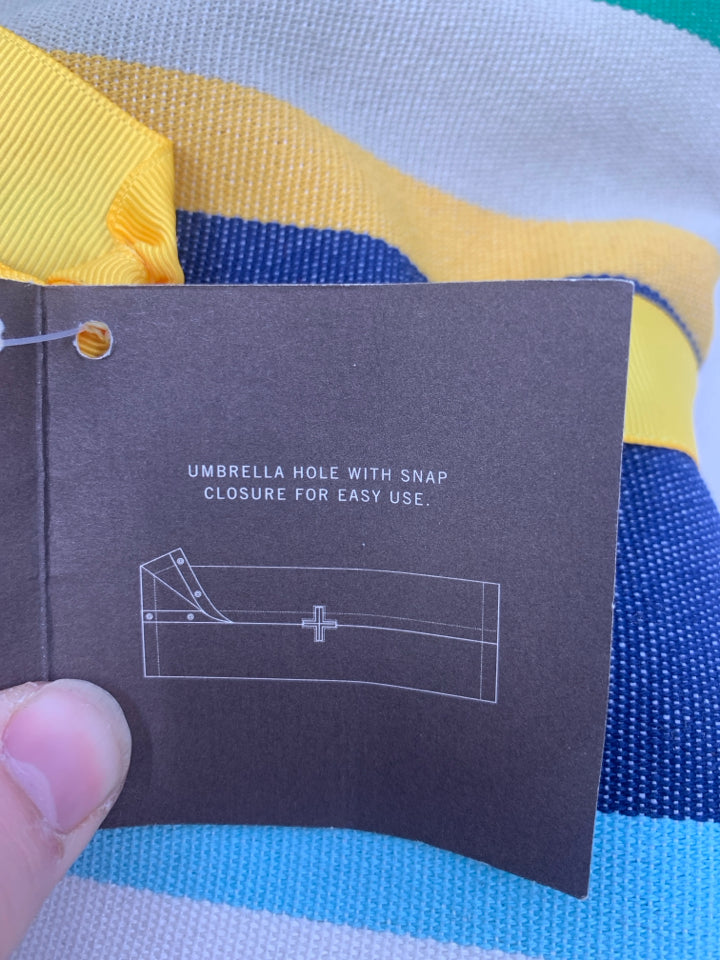 UMBRELLA HOLE WITH SNAP
CLOSURE FOR EASY USE.